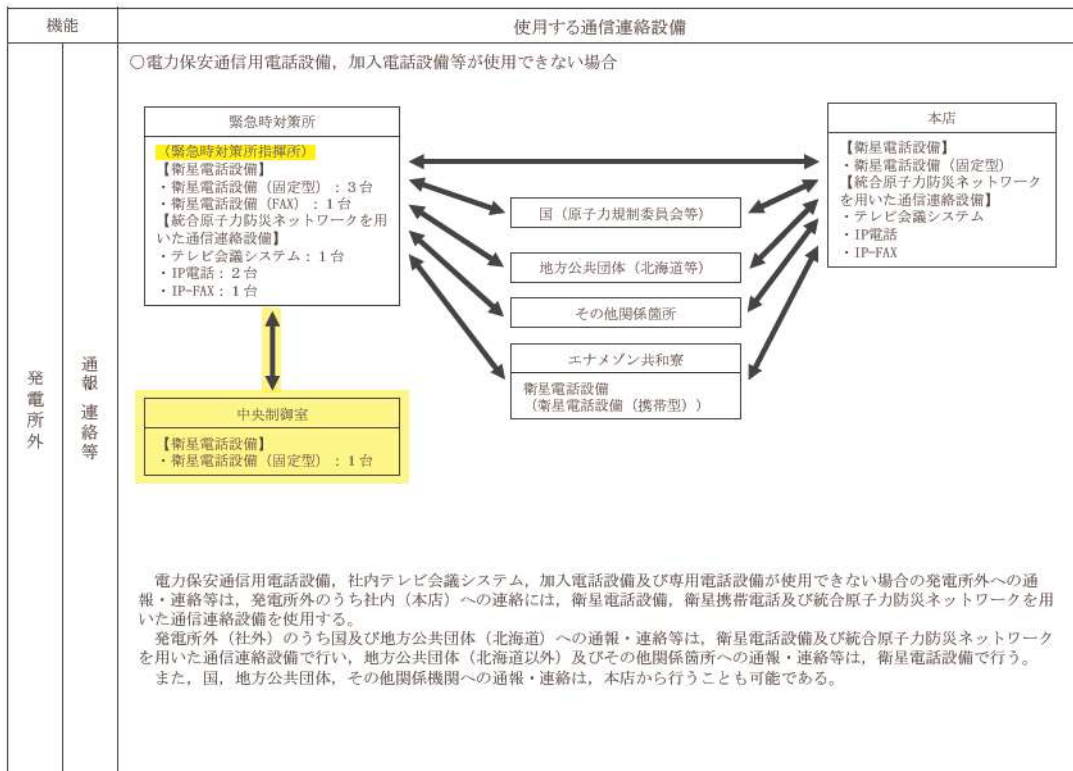 機能
使用する通信連絡設備
発電所外
通報・連絡等
○電力保安通信用電話設備，加入電話設備等が使用できない場合
緊急時対策所
（緊急時対策所指揮所）
【衛星電話設備】
・衛星電話設備（固定型）：３台
・衛星電話設備（FAX）：１台
【統合原子力防災ネットワークを用
いた通信連絡設備】
・テレビ会議システム：１台
・IP電話：２台
・IP-FAX：１台
中央制御室
【衛星電話設備】
・衛星電話設備（固定型）：１台
国（原子力規制委員会等）
地方公共団体（北海道等）
その他関係箇所
エナメゾン共和寮
衛星電話設備
（衛星電話設備（携帯型））
本店
【衛星電話設備】
・衛星電話設備（固定型）
【統合原子力防災ネットワーク
を用いた通信連絡設備】
・テレビ会議システム
・IP電話
・IP-FAX
電力保安通信用電話設備，社内テレビ会議システム，加入電話設備及び専用電話設備が使用できない場合の発電所外への通
報・連絡等は，発電所外のうち社内（本店）への連絡には，衛星電話設備，衛星携帯電話及び統合原子力防災ネットワークを用
いた通信連絡設備を使用する。
発電所外（社外）のうち国及び地方公共団体（北海道）への通報・連絡等は，衛星電話設備及び統合原子力防災ネットワーク
を用いた通信連絡設備で行い，地方公共団体（北海道以外）及びその他関係箇所への通報・連絡等は，衛星電話設備で行う。
また，国，地方公共団体，その他関係機関への通報・連絡は，本店から行うことも可能である。